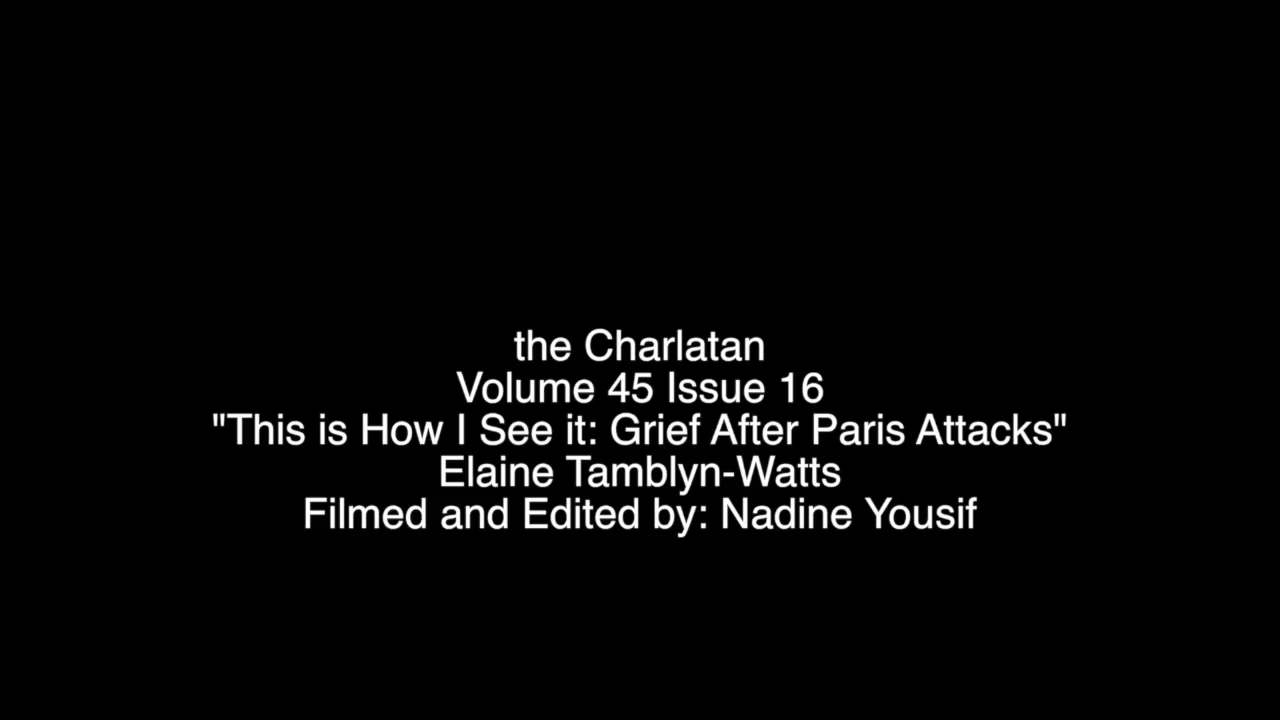 the Charlatan
Volume 45 Issue 16
"This is How I See it: Grief After Paris Attacks"
Elaine Tamblyn-Watts
Filmed and Edited by: Nadine Yousif